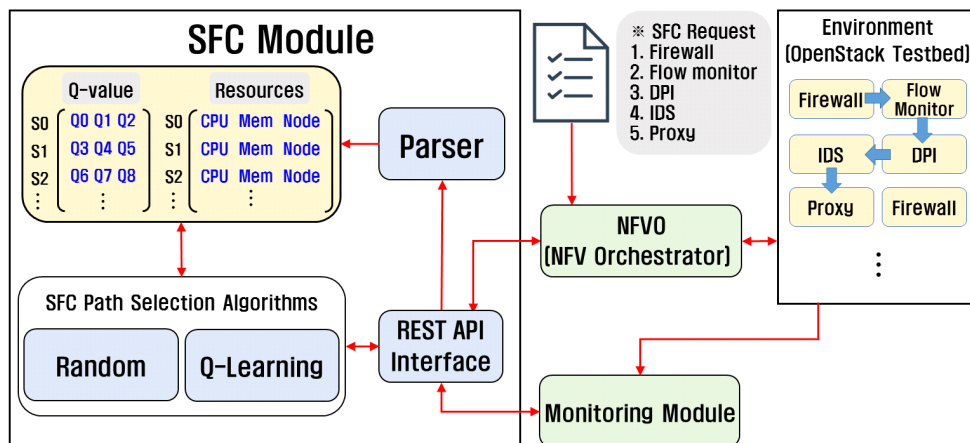 SFC Module
Q-value
Resources
S0 Q0 Q1 Q2
S1 Q3 Q4 Q5
S2 Q6 Q7 Q8
⋮ ⋮
S0 CPU Mem Node
S1 CPU Mem Node
S2 CPU Mem Node
⋮ ⋮
Parser
SFC Path Selection Algorithms
Random
Q-Learning
REST API
Interface
※ SFC Request
1. Firewall
2. Flow monitor
3. DPI
4. IDS
5. Proxy
NFVO
(NFV Orchestrator)
Monitoring Module
Environment
(OpenStack Testbed)
Firewall
Flow
Monitor
IDS
DPI
Proxy
Firewall
⋮